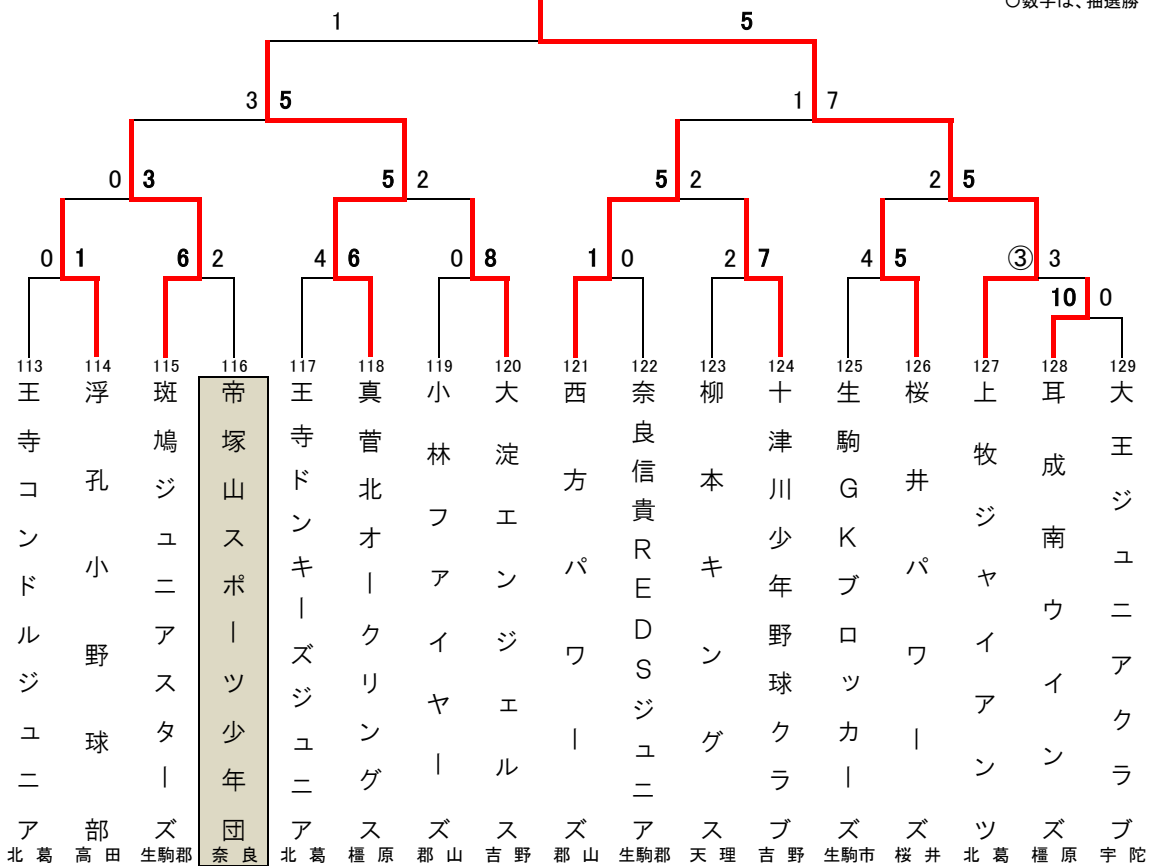 ○数字は、抽選勝
1 5
3 5 1 7
0 3 5 2 5 2 2 5
0 1 6 2 4 6 0 8 1 0 2 7 4 5 ③ 3
10 0
113 114 115 116 117 118 119 120 121 122 123 124 125 126 127 128 129
王寺コンドルジュニア
浮孔小野球部
斑鳩ジュニアスターズ
帝塚山スポーツ少年団
王寺ドンキーズジュニア
真菅北オークリングス
小林ファイヤーズ
大淀エンジェルス
西方パワーズ
奈良信貴REDSジュニア
柳本キングス
十津川少年野球クラブ
生駒GKブロッカーズ
桜井パワーズ
上牧ジャイアンツ
耳成南ウインズ
大王ジュニアクラブ
北葛 高田 生駒郡 奈良 北葛 橿原 郡山 吉野 郡山 生駒郡 天理 吉野 生駒市 桜井 北葛 橿原 宇陀